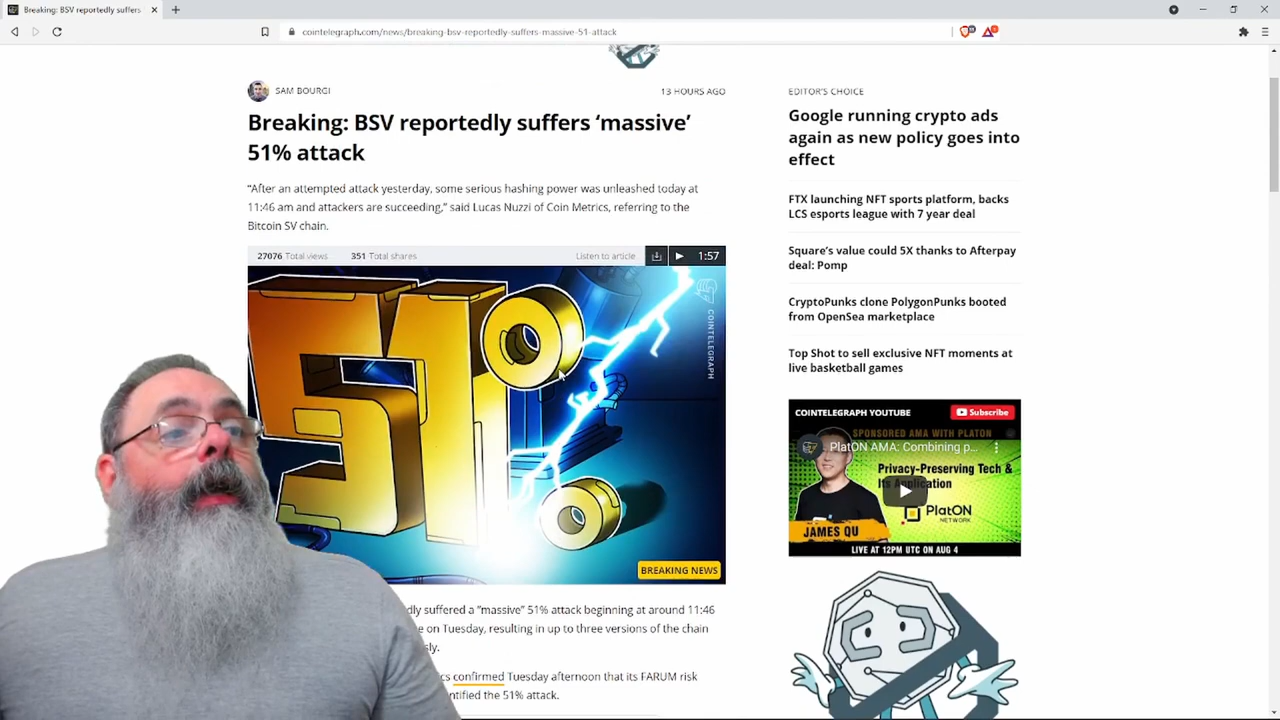 Breaking: BSV reportedly suffers
cointelegraph.com/news/breaking-bsv-reportedly-suffers-massive-51-attack
SAM BOURGI
13 HOURS AGO
Breaking: BSV reportedly suffers ‘massive’
51% attack
“After an attempted attack yesterday, some serious hashing power was unleashed today at
11:46 am and attackers are succeeding,” said Lucas Nuzzi of Coin Metrics, referring to the
Bitcoin SV chain.
27076 Total views
351 Total shares
Listen to article
1:57
51%
COINTELEGRAPH
BREAKING NEWS
dly suffered a “massive” 51% attack beginning at around 11:46
e on Tuesday, resulting in up to three versions of the chain
sly.
cs confirmed Tuesday afternoon that its FARUM risk
ntified the 51% attack.
EDITOR’S CHOICE
Google running crypto ads
again as new policy goes into
effect
FTX launching NFT sports platform, backs
LCS esports league with 7 year deal
Square’s value could 5X thanks to Afterpay
deal: Pomp
CryptoPunks clone PolygonPunks booted
from OpenSea marketplace
Top Shot to sell exclusive NFT moments at
live basketball games
COINTELEGRAPH YOUTUBE
Subscribe
SPONSORED AMA WITH PLATON
PlatON AMA: Combining p...
Privacy-Preserving Tech &
Its Application
PlatON
NETWORK
JAMES QU
LIVE AT 12PM UTC ON AUG 4